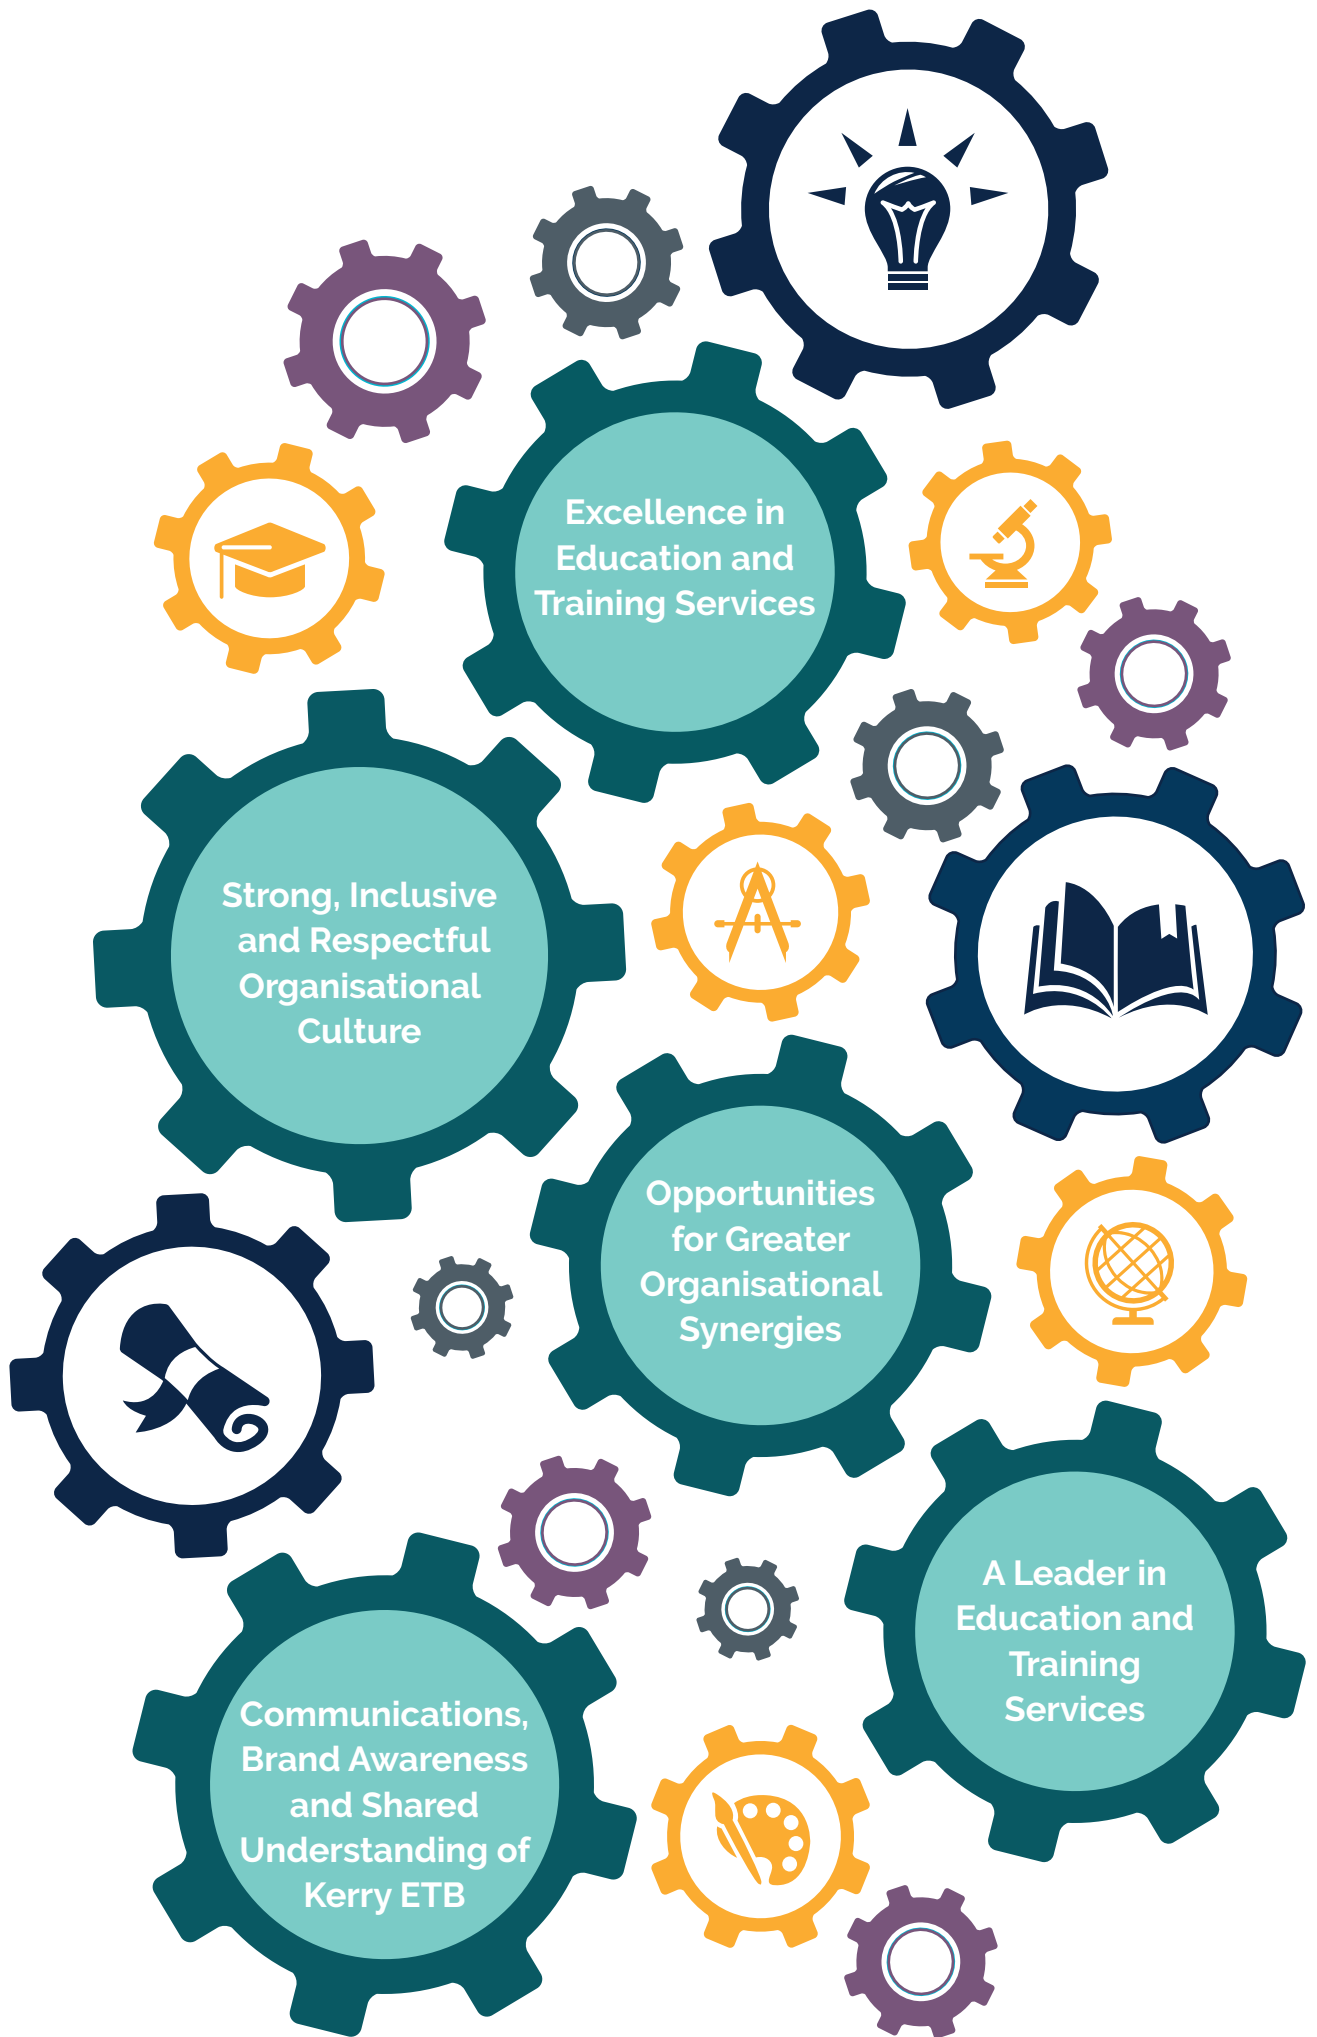 Excellence in
Education and
Training Services
Strong, Inclusive
and Respectful
Organisational
Culture
Opportunities
for Greater
Organisational
Synergies
A Leader in
Education and
Training
Services
Communications,
Brand Awareness
and Shared
Understanding of
Kerry ETB